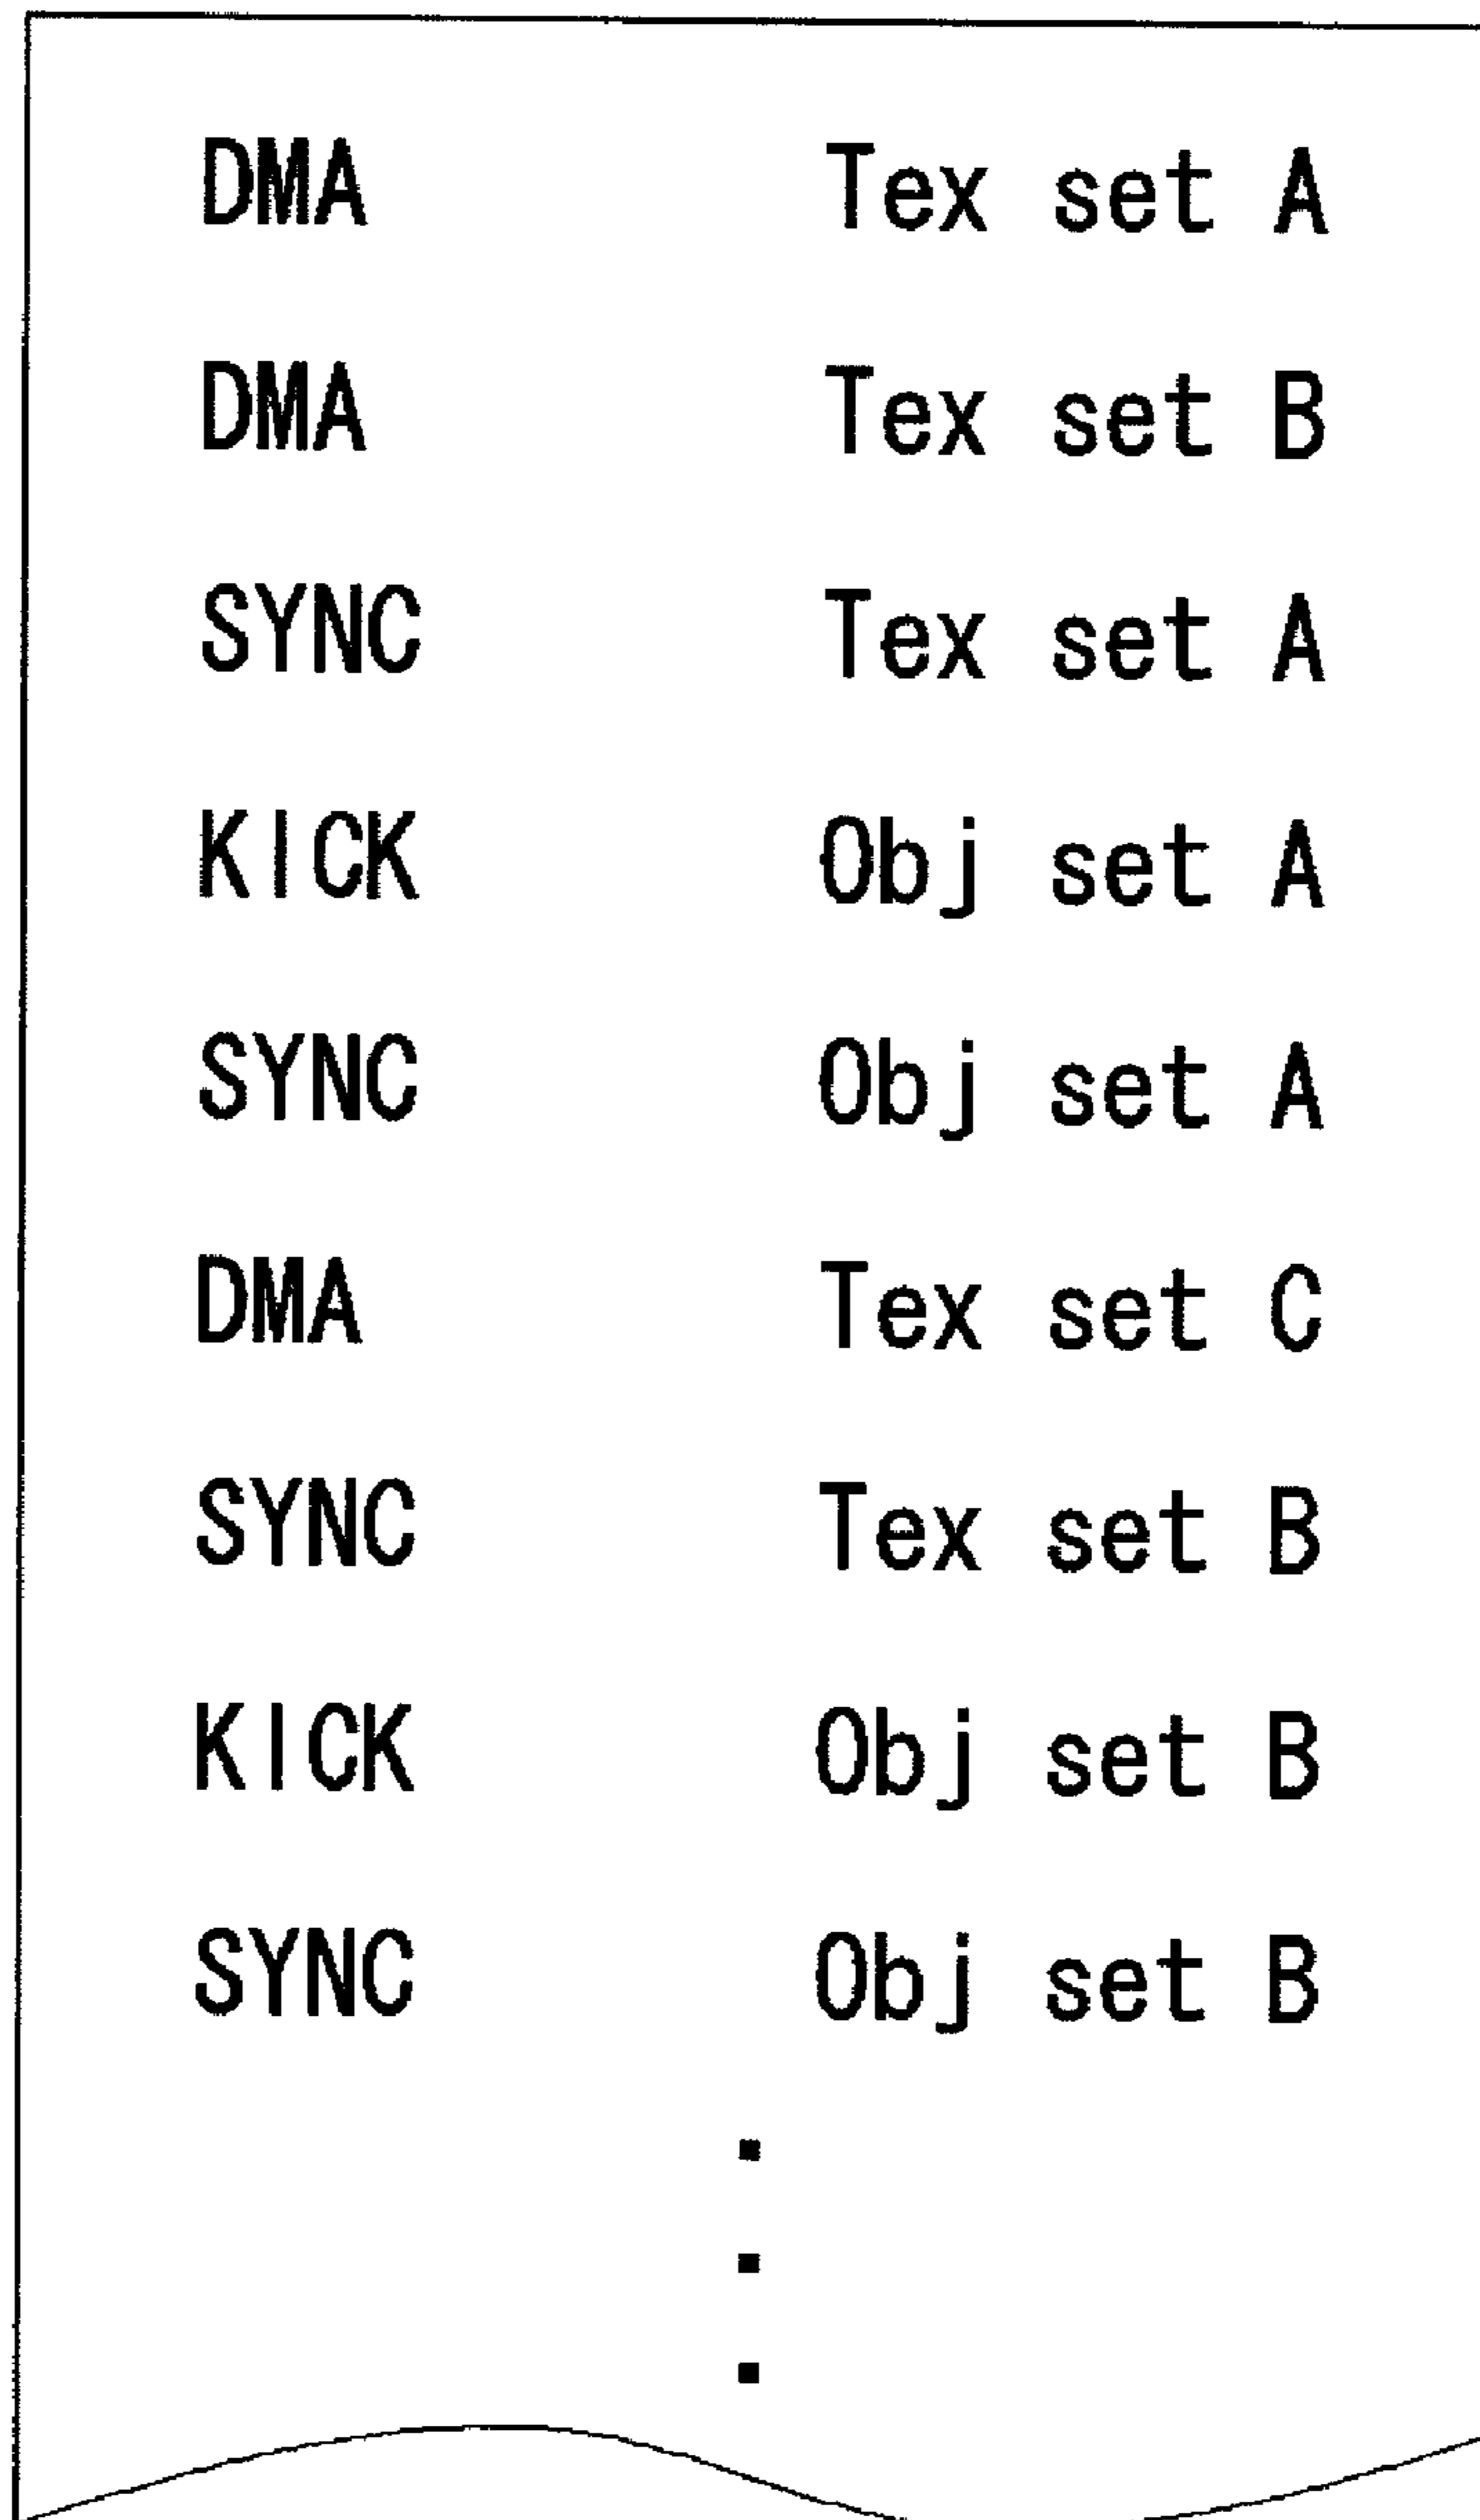 DMA Tex set A
DMA Tex set B
SYNC Tex set A
KICK Obj set A
SYNC Obj set A
DMA Tex set C
SYNC Tex set B
KICK Obj set B
SYNC Obj set B